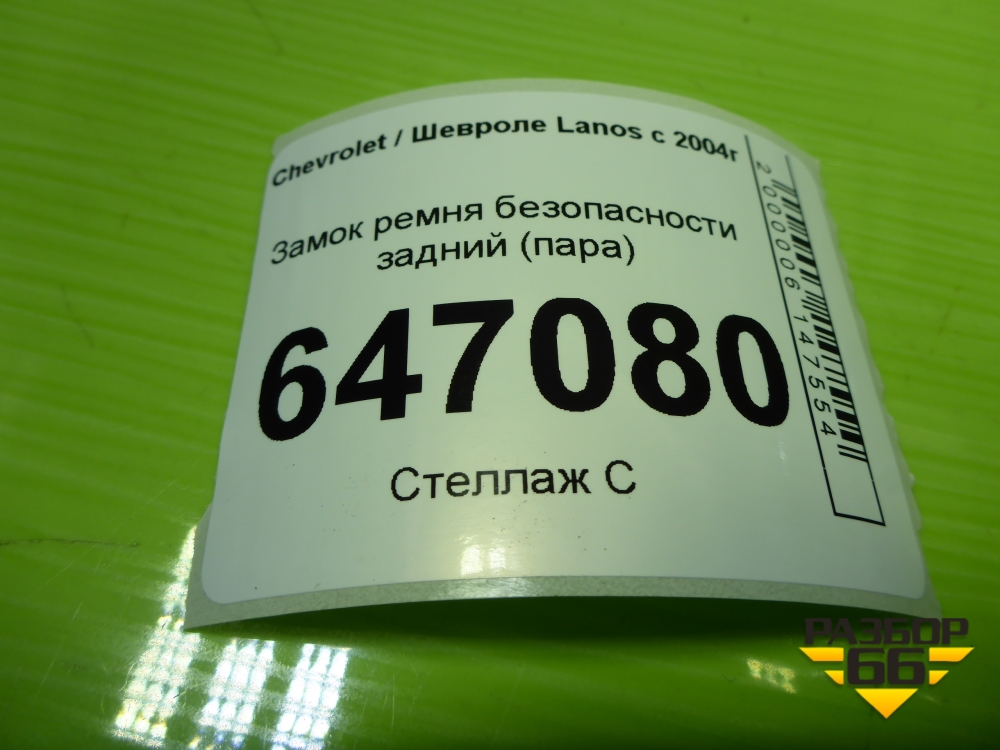 Chevrolet / Шевроле Lanos с 2004г
Замок ремня безопасности
задний (пара)
647080
Стеллаж С
2000006147554
РАЗБОР
66